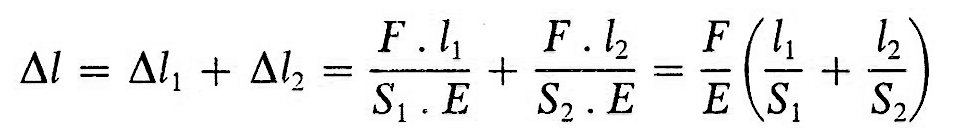 Δl = Δl₁ + Δl₂ = F . l₁ / S₁ . E + F . l₂ / S₂ . E = F / E ( l₁ / S₁ + l₂ / S₂ )